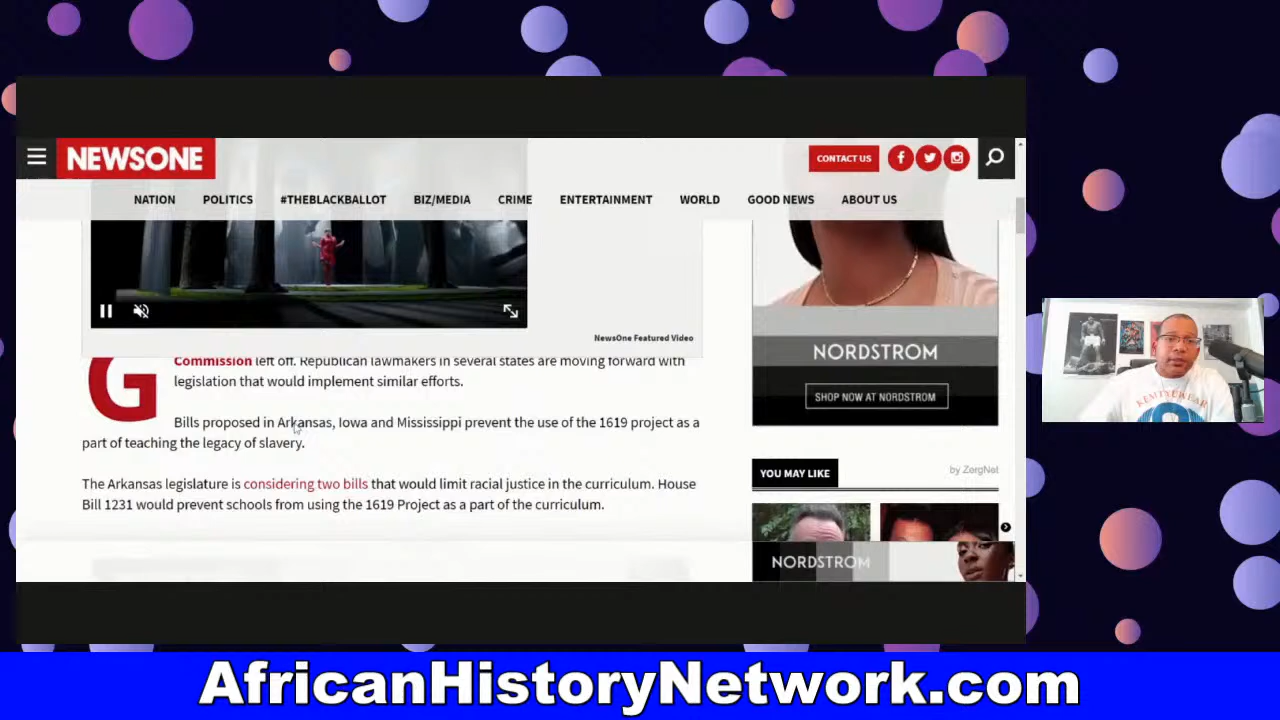 NEWSONE
CONTACT US
NATION POLITICS #THEBLACKBALLOT BIZ/MEDIA CRIME ENTERTAINMENT WORLD GOOD NEWS ABOUT US
NewsOne Featured Video
G
Commission left off. Republican lawmakers in several states are moving forward with
legislation that would implement similar efforts.
Bills proposed in Arkansas, Iowa and Mississippi prevent the use of the 1619 project as a
part of teaching the legacy of slavery.
The Arkansas legislature is considering two bills that would limit racial justice in the curriculum. House
Bill 1231 would prevent schools from using the 1619 Project as a part of the curriculum.
NORDSTROM
SHOP NOW AT NORDSTROM
YOU MAY LIKE
by ZergNet
NORDSTROM
KEMETUEWEAR
AfricanHistoryNetwork.com